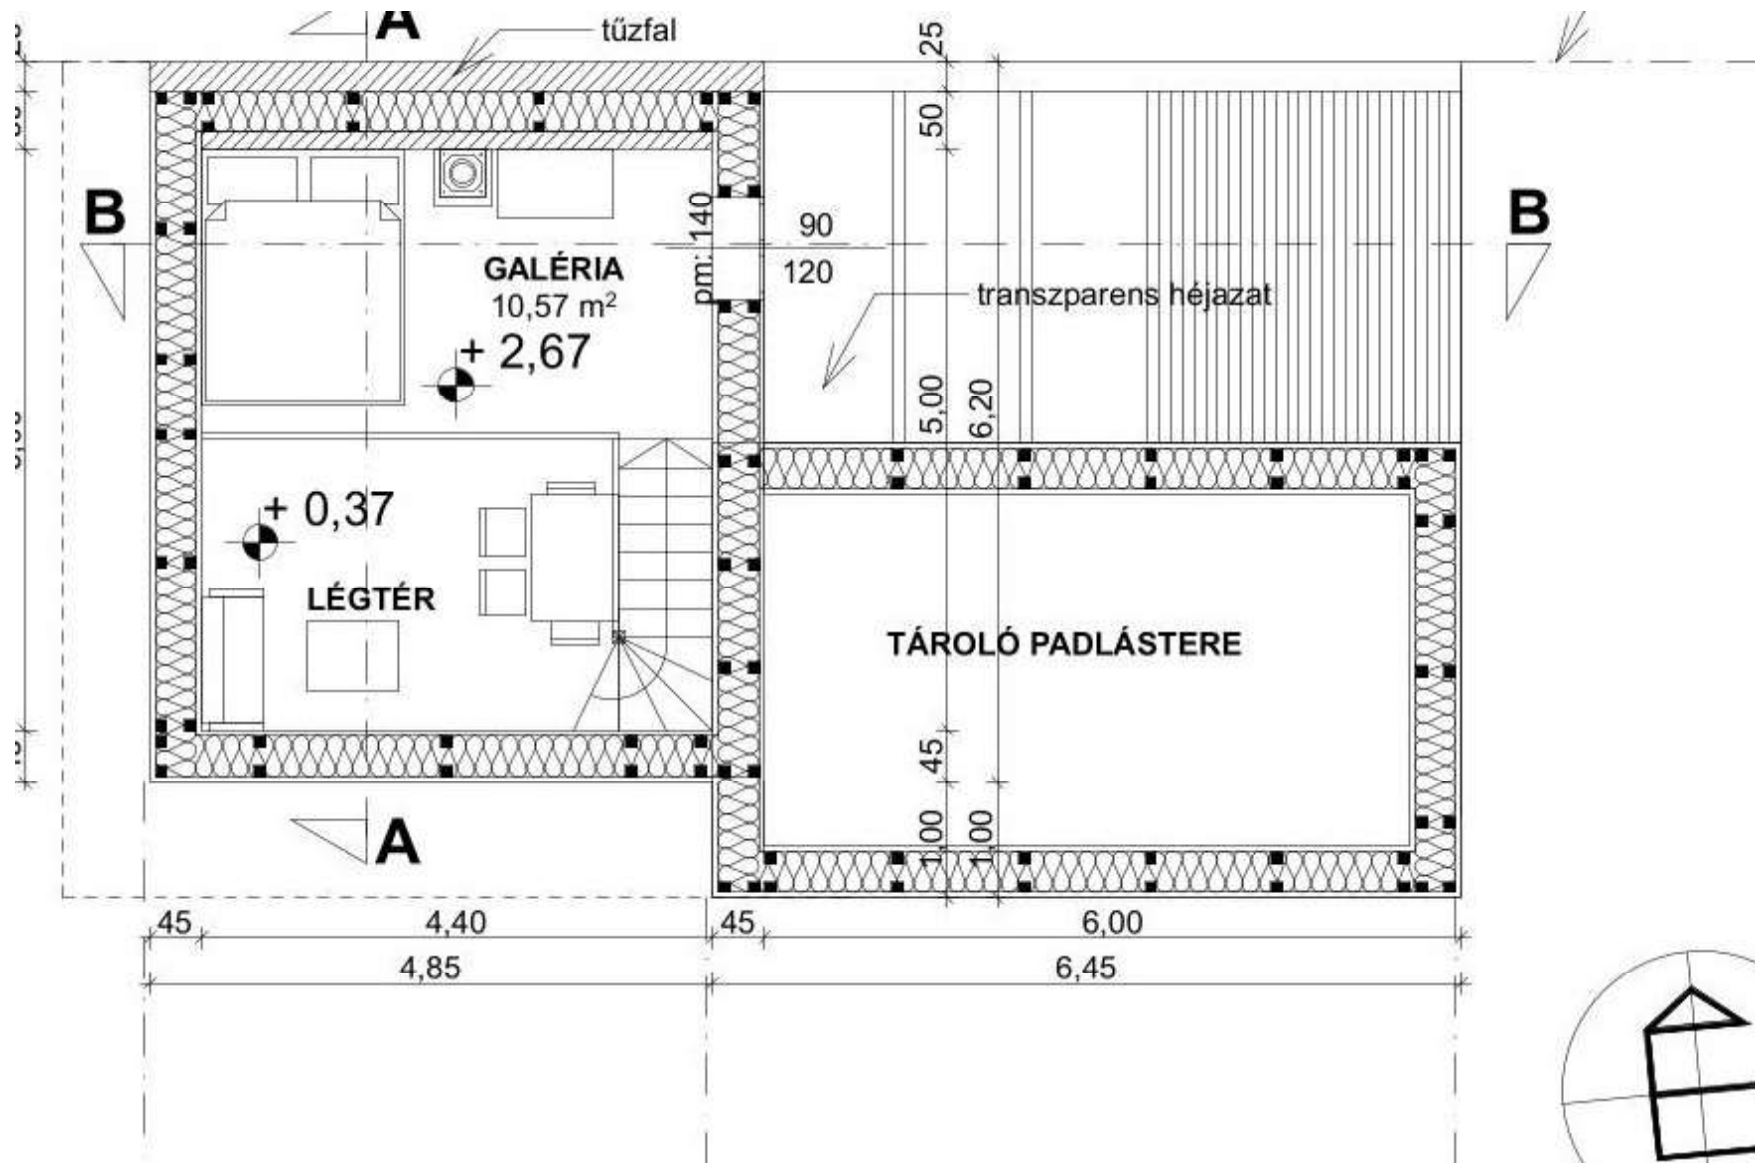 A
tűzfal
25
50
B
B
pm: 140
90
120
GALÉRIA
10,57 m²
+ 2,67
transzparens héjazat
5,00
6,20
+ 0,37
LÉGTÉR
TÁROLÓ PADLÁSTERE
45
1,00
1,00
A
45
4,40
45
6,00
4,85
6,45